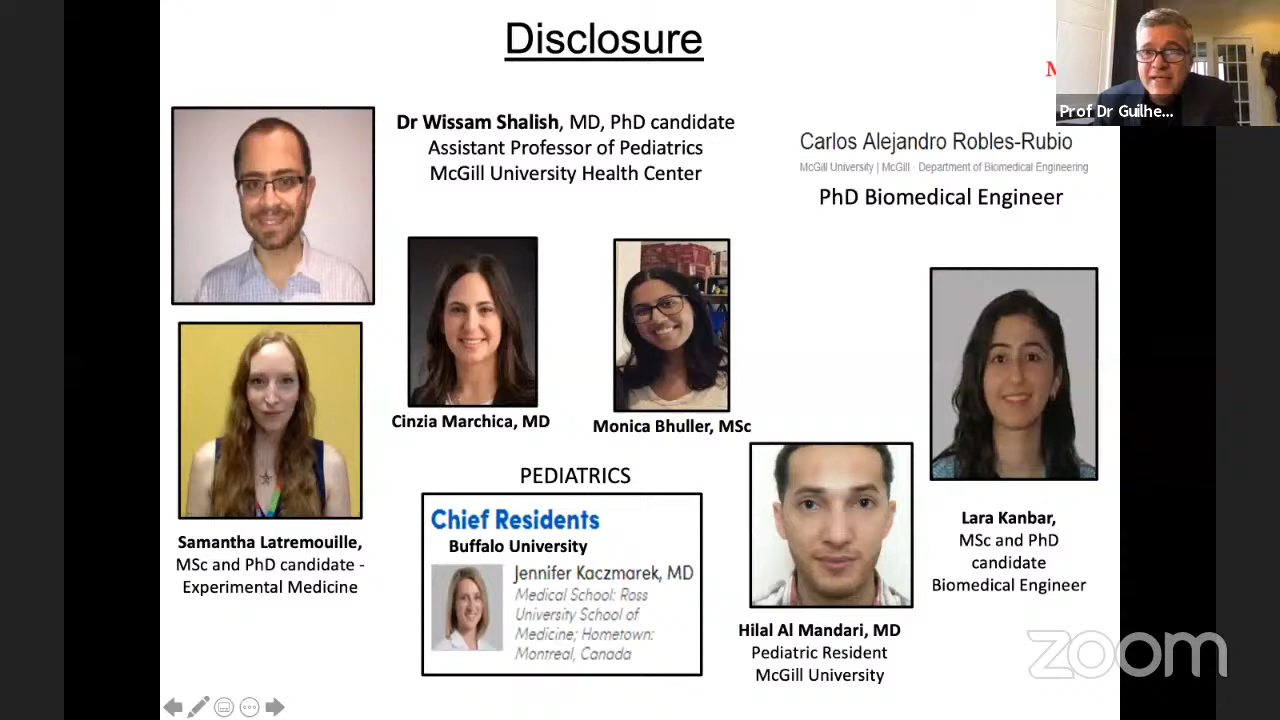 Disclosure
M
Prof Dr Guilhe...
Dr Wissam Shalish, MD, PhD candidate
Assistant Professor of Pediatrics
McGill University Health Center
Carlos Alejandro Robles-Rubio
McGill University | McGill · Department of Biomedical Engineering
PhD Biomedical Engineer
Cinzia Marchica, MD
Monica Bhuller, MSc
Samantha Latremouille,
MSc and PhD candidate -
Experimental Medicine
PEDIATRICS
Chief Residents
Buffalo University
Jennifer Kaczmarek, MD
Medical School: Ross
University School of
Medicine; Hometown:
Montreal, Canada
Lara Kanbar,
MSc and PhD
candidate
Biomedical Engineer
Hilal Al Mandari, MD
Pediatric Resident
McGill University
zoom